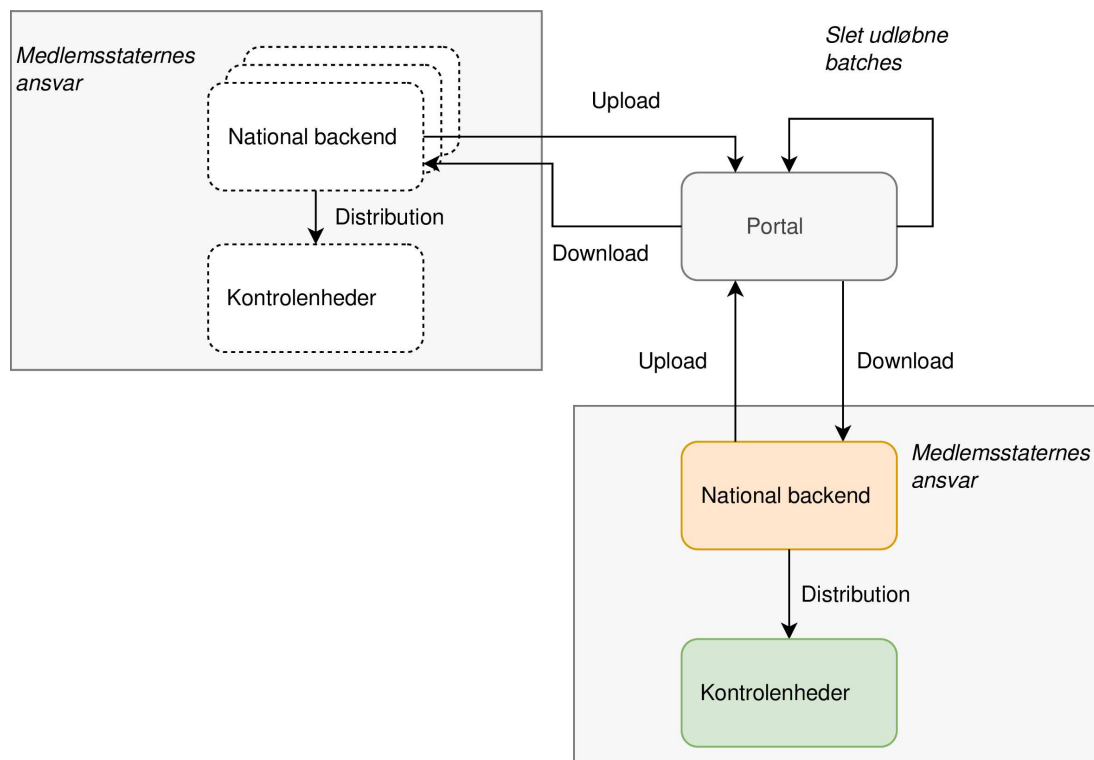 Medlemsstaternes
ansvar
National backend
Distribution
Kontrolenheder
Upload
Download
Slet udløbne
batches
Portal
Upload
Download
Medlemsstaternes
ansvar
National backend
Distribution
Kontrolenheder